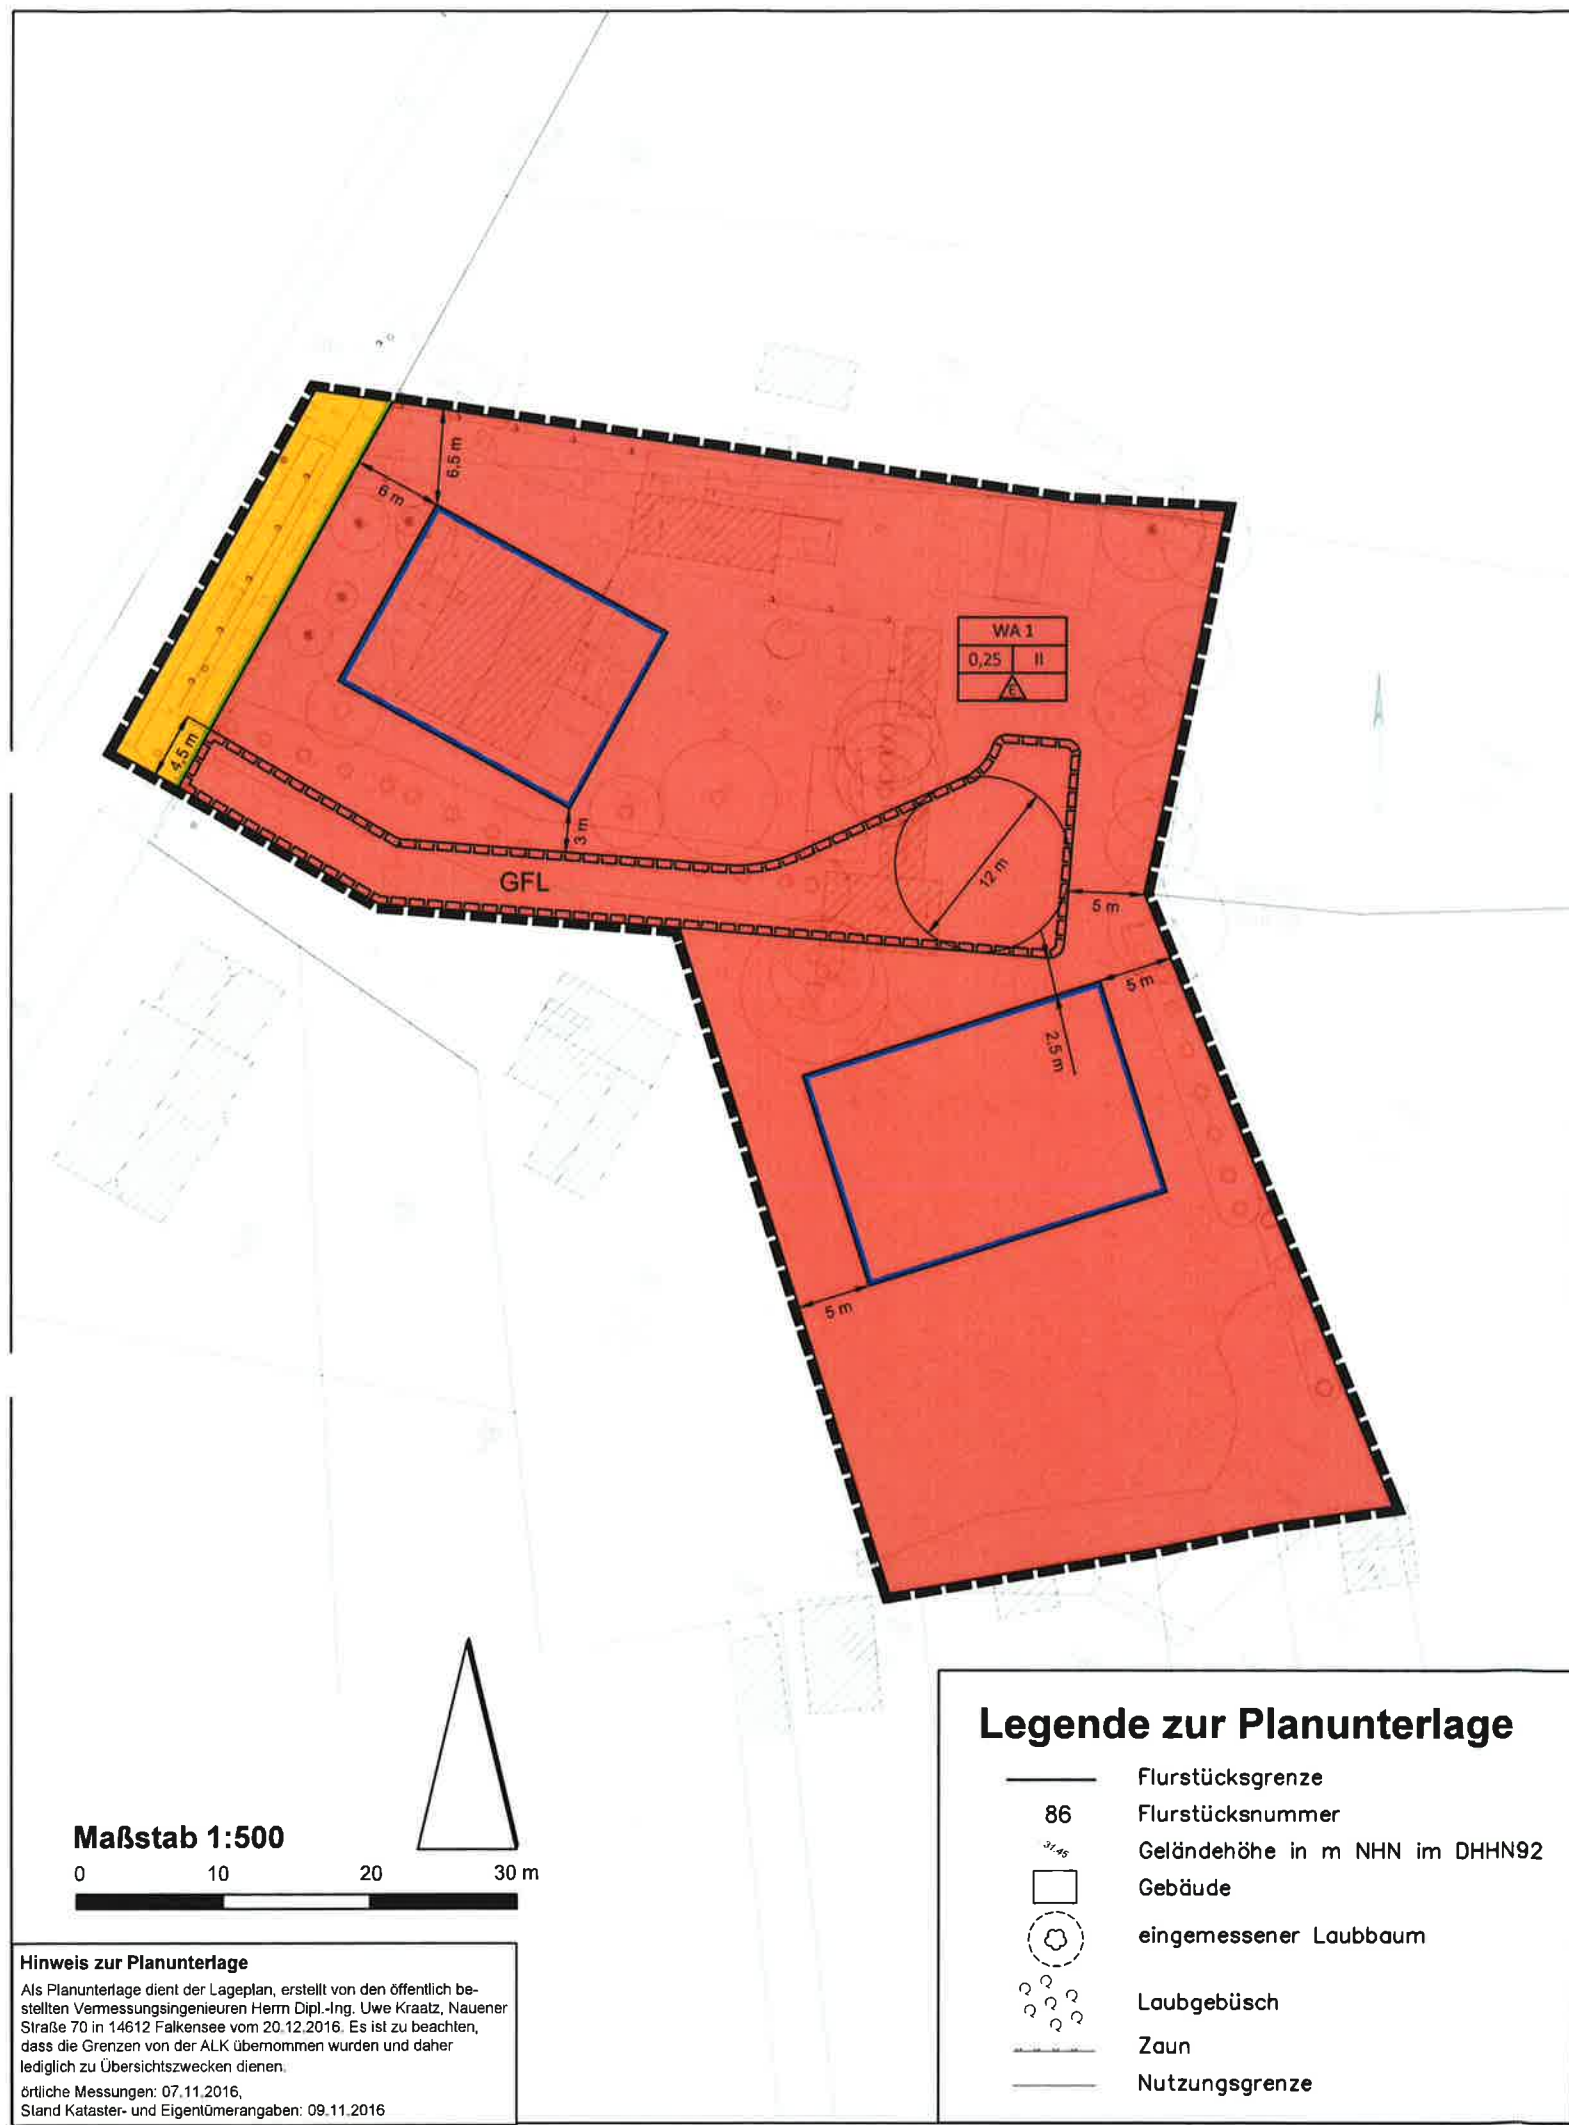 6,5 m
6 m
WA 1
0,25 II
E
4,5 m
3 m
GFL
12 m
5 m
5 m
2,5 m
5 m
Maßstab 1:500
0 10 20 30 m
Hinweis zur Planunterlage
Als Planunterlage dient der Lageplan, erstellt von den öffentlich be-
stellten Vermessungsingenieuren Herrn Dipl.-Ing. Uwe Kraatz, Nauener
Straße 70 in 14612 Falkensee vom 20.12.2016. Es ist zu beachten,
dass die Grenzen von der ALK übernommen wurden und daher
lediglich zu Übersichtszwecken dienen.
örtliche Messungen: 07.11.2016,
Stand Kataster- und Eigentümerangaben: 09.11.2016
Legende zur Planunterlage
Flurstücksgrenze
86 Flurstücksnummer
31.45 Geländehöhe in m NHN im DHHN92
Gebäude
eingemessener Laubbaum
Laubgebüsch
Zaun
Nutzungsgrenze